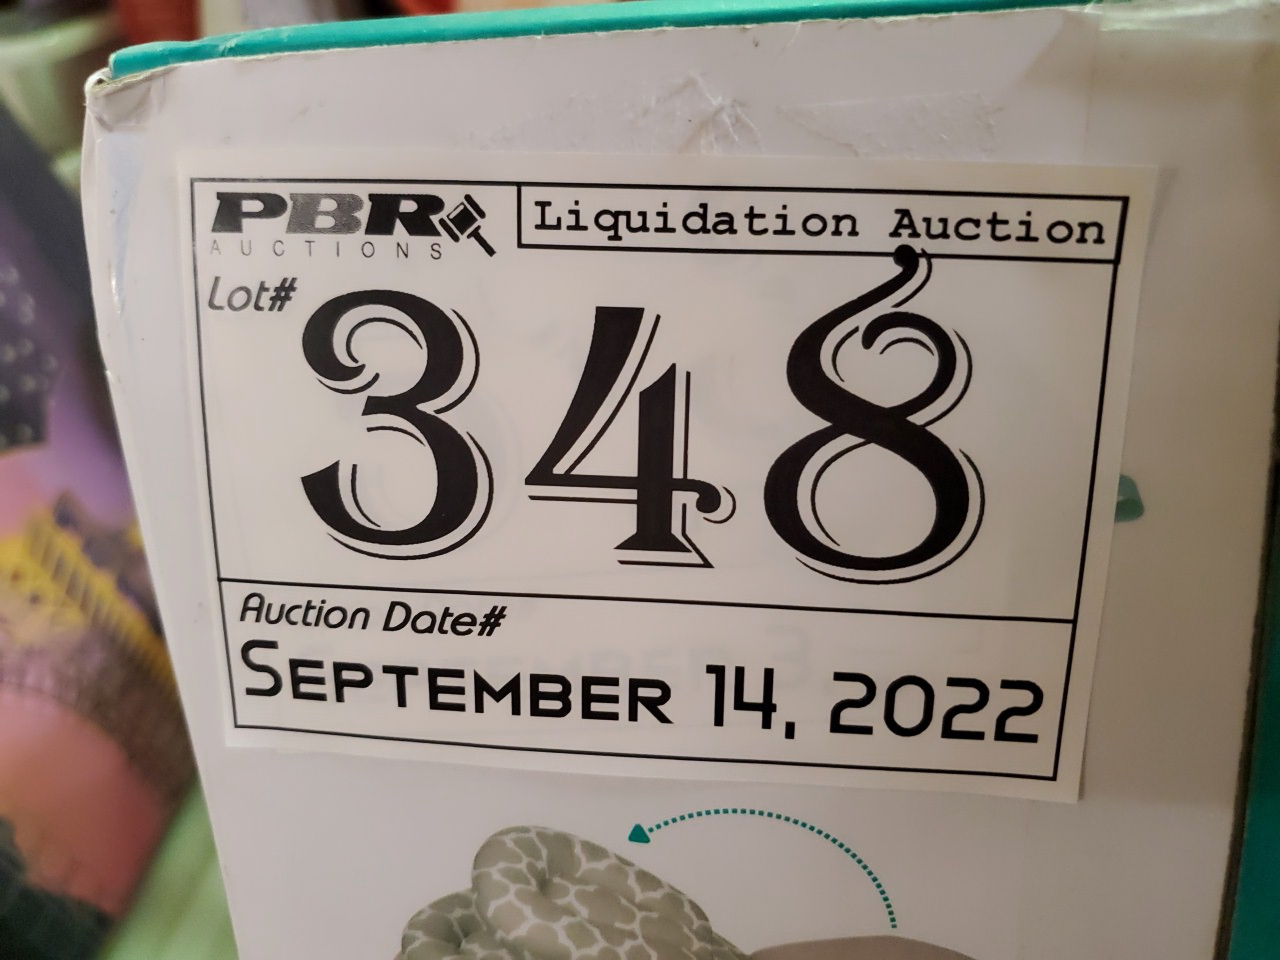 PBR
AUCTIONS
Liquidation Auction
Lot#
348
Auction Date#
September 14, 2022